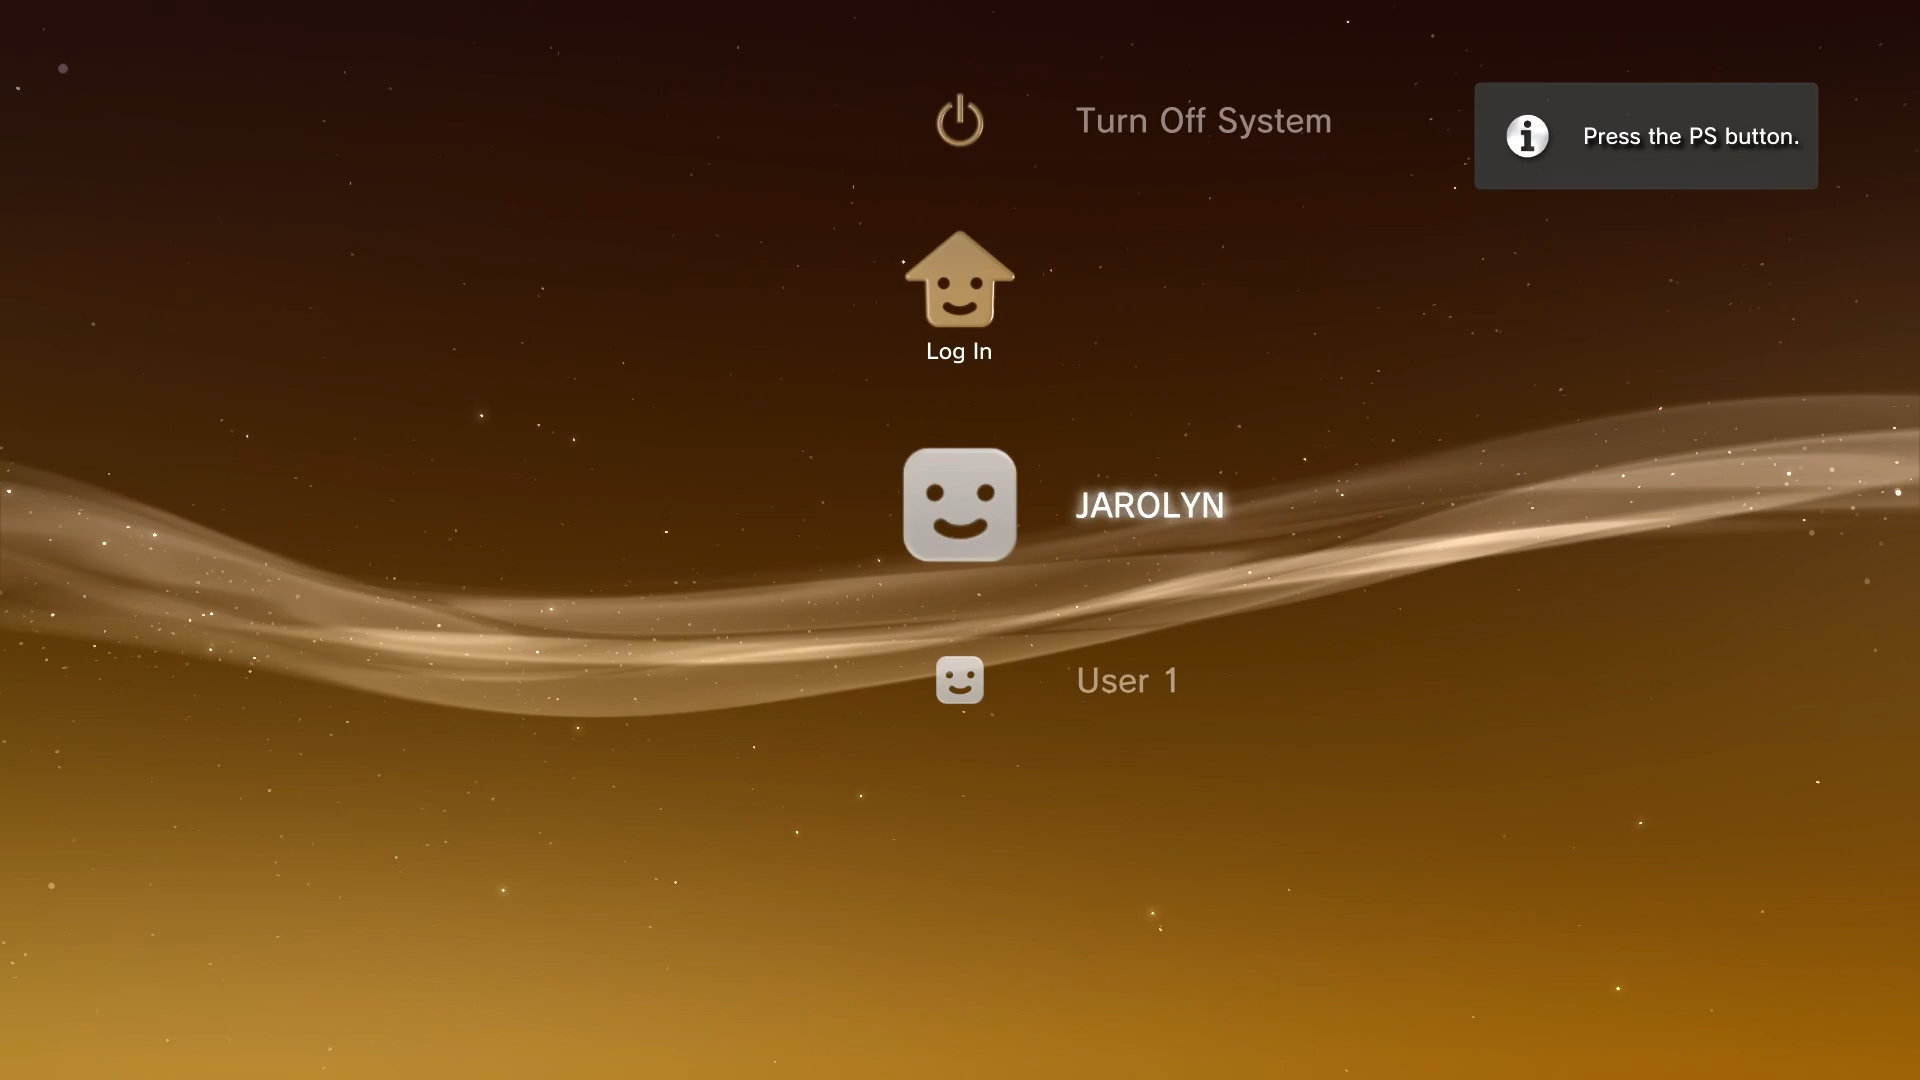 Turn Off System
Press the PS button.
Log In
JAROLYN
User 1